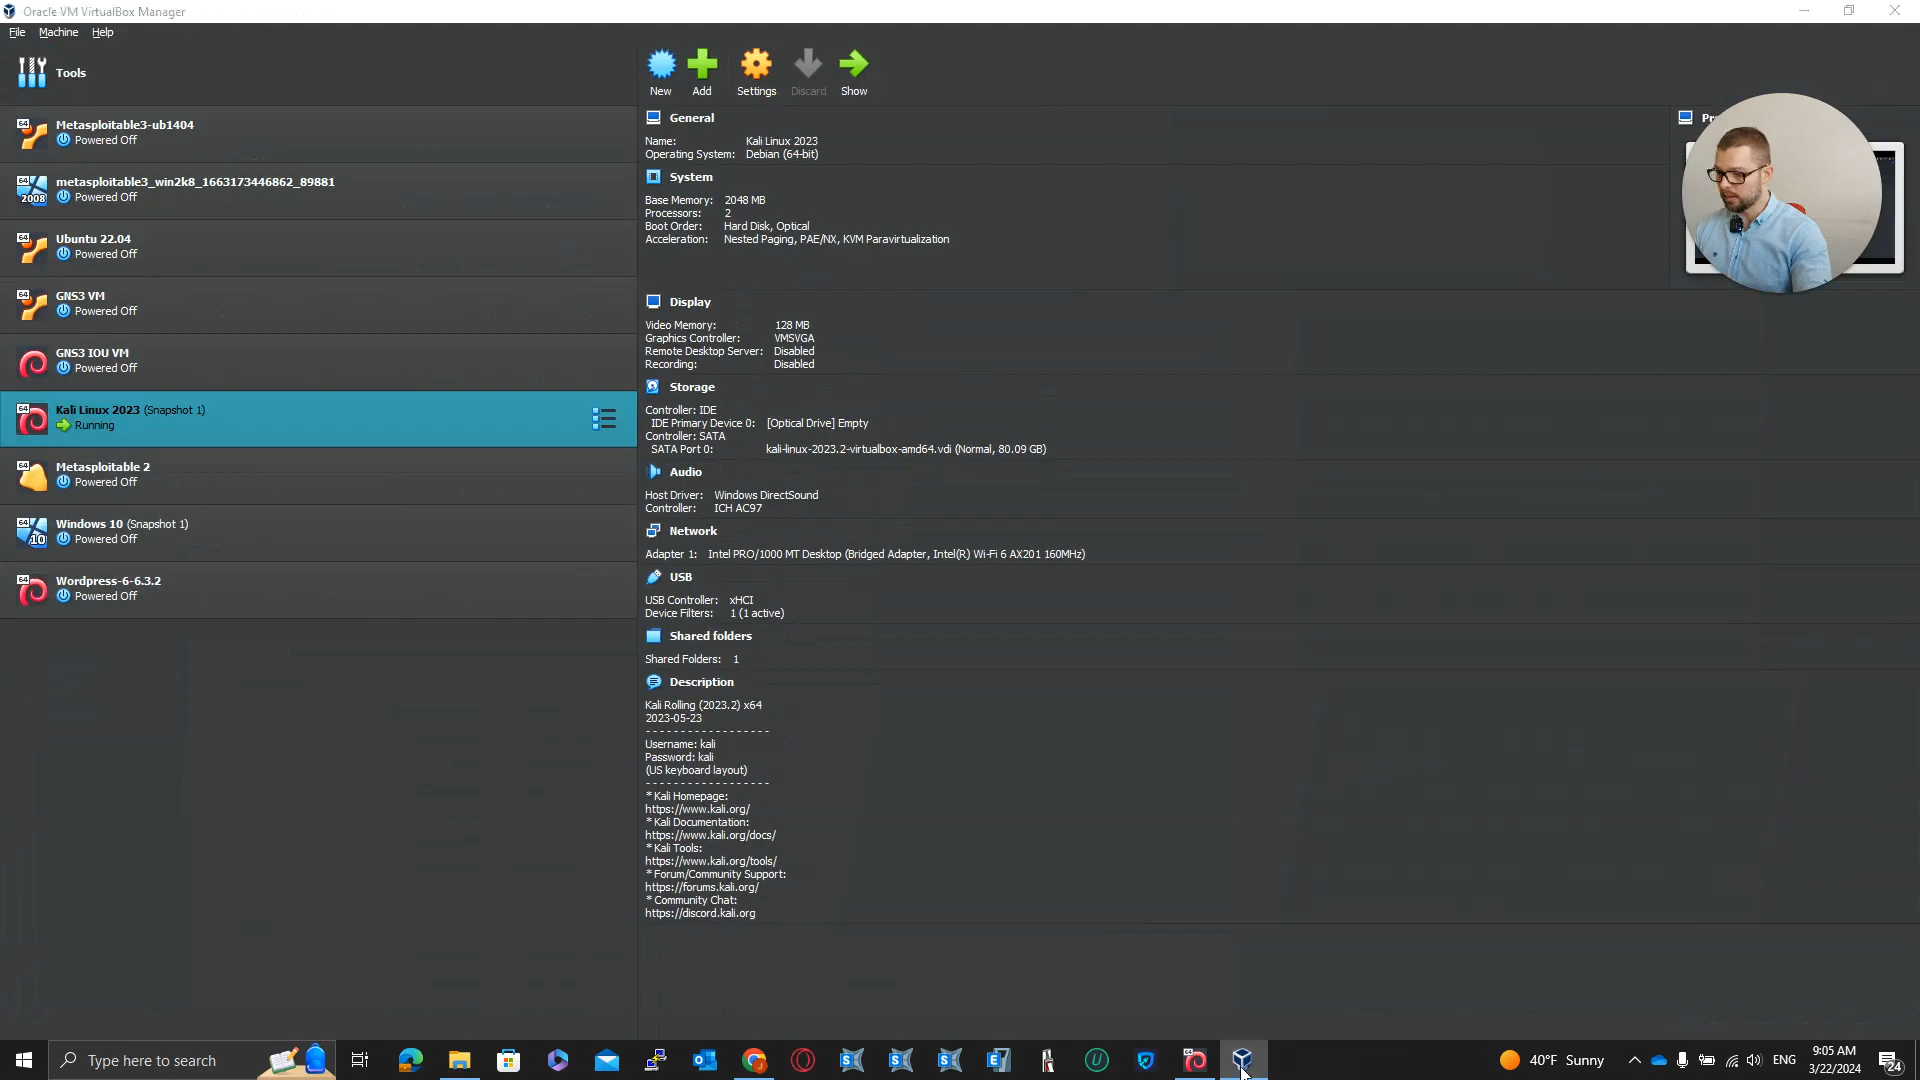 Oracle VM VirtualBox Manager
File Machine Help
Tools
New Add Settings Discard Show
Metasploitable3-ub1404
Powered Off
metasploitable3_win2k8_1663173446862_89881
Powered Off
2008
Ubuntu 22.04
Powered Off
GNS3 VM
Powered Off
GNS3 IOU VM
Powered Off
Kali Linux 2023 (Snapshot 1)
Running
Metasploitable 2
Powered Off
Windows 10 (Snapshot 1)
Powered Off
10
Wordpress-6-6.3.2
Powered Off
General
Name: Kali Linux 2023
Operating System: Debian (64-bit)
System
Base Memory: 2048 MB
Processors: 2
Boot Order: Hard Disk, Optical
Acceleration: Nested Paging, PAE/NX, KVM Paravirtualization
Display
Video Memory: 128 MB
Graphics Controller: VMSVGA
Remote Desktop Server: Disabled
Recording: Disabled
Storage
Controller: IDE
IDE Primary Device 0: [Optical Drive] Empty
Controller: SATA
SATA Port 0: kali-linux-2023.2-virtualbox-amd64.vdi (Normal, 80.09 GB)
Audio
Host Driver: Windows DirectSound
Controller: ICH AC97
Network
Adapter 1: Intel PRO/1000 MT Desktop (Bridged Adapter, Intel(R) Wi-Fi 6 AX201 160MHz)
USB
USB Controller: xHCI
Device Filters: 1 (1 active)
Shared folders
Shared Folders: 1
Description
Kali Rolling (2023.2) x64
2023-05-23
- - - - - - - - - - - - - - - - - - -
Username: kali
Password: kali
(US keyboard layout)
- - - - - - - - - - - - - - - - - - -
* Kali Homepage:
https://www.kali.org/
* Kali Documentation:
https://www.kali.org/docs/
* Kali Tools:
https://www.kali.org/tools/
* Forum/Community Support:
https://forums.kali.org/
* Community Chat:
https://discord.kali.org
Type here to search
40°F Sunny
ENG
9:05 AM
3/22/2024
24